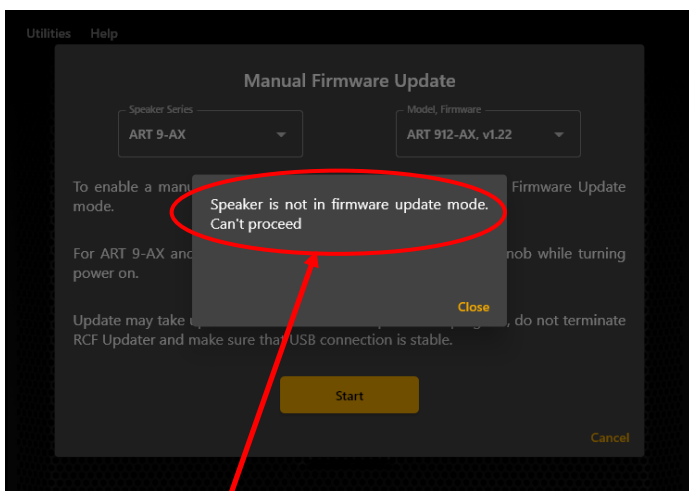 Utilities Help
Manual Firmware Update
Speaker Series
Model, Firmware
ART 9-AX
ART 912-AX, v1.22
To enable a manu
Firmware Update
mode.
Speaker is not in firmware update mode.
Can't proceed
For ART 9-AX and
nob while turning
power on.
Close
Update may take u
, do not terminate
RCF Updater and make sure that USB connection is stable.
Start
Cancel